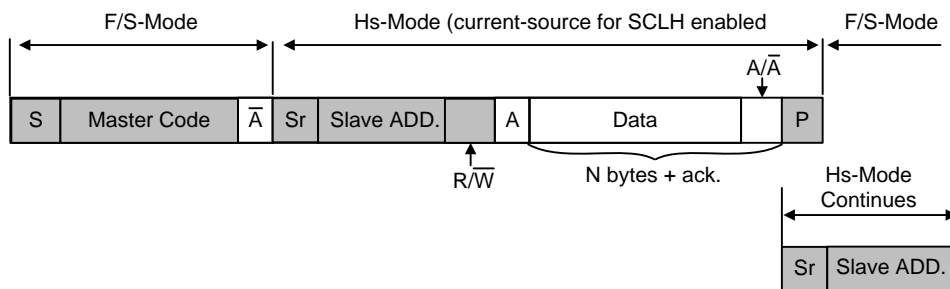 F/S-Mode
Hs-Mode (current-source for SCLH enabled
F/S-Mode
A/A̅
S
Master Code
A̅
Sr
Slave ADD.
A
Data
P
R/W̅
N bytes + ack.
Hs-Mode
Continues
Sr
Slave ADD.